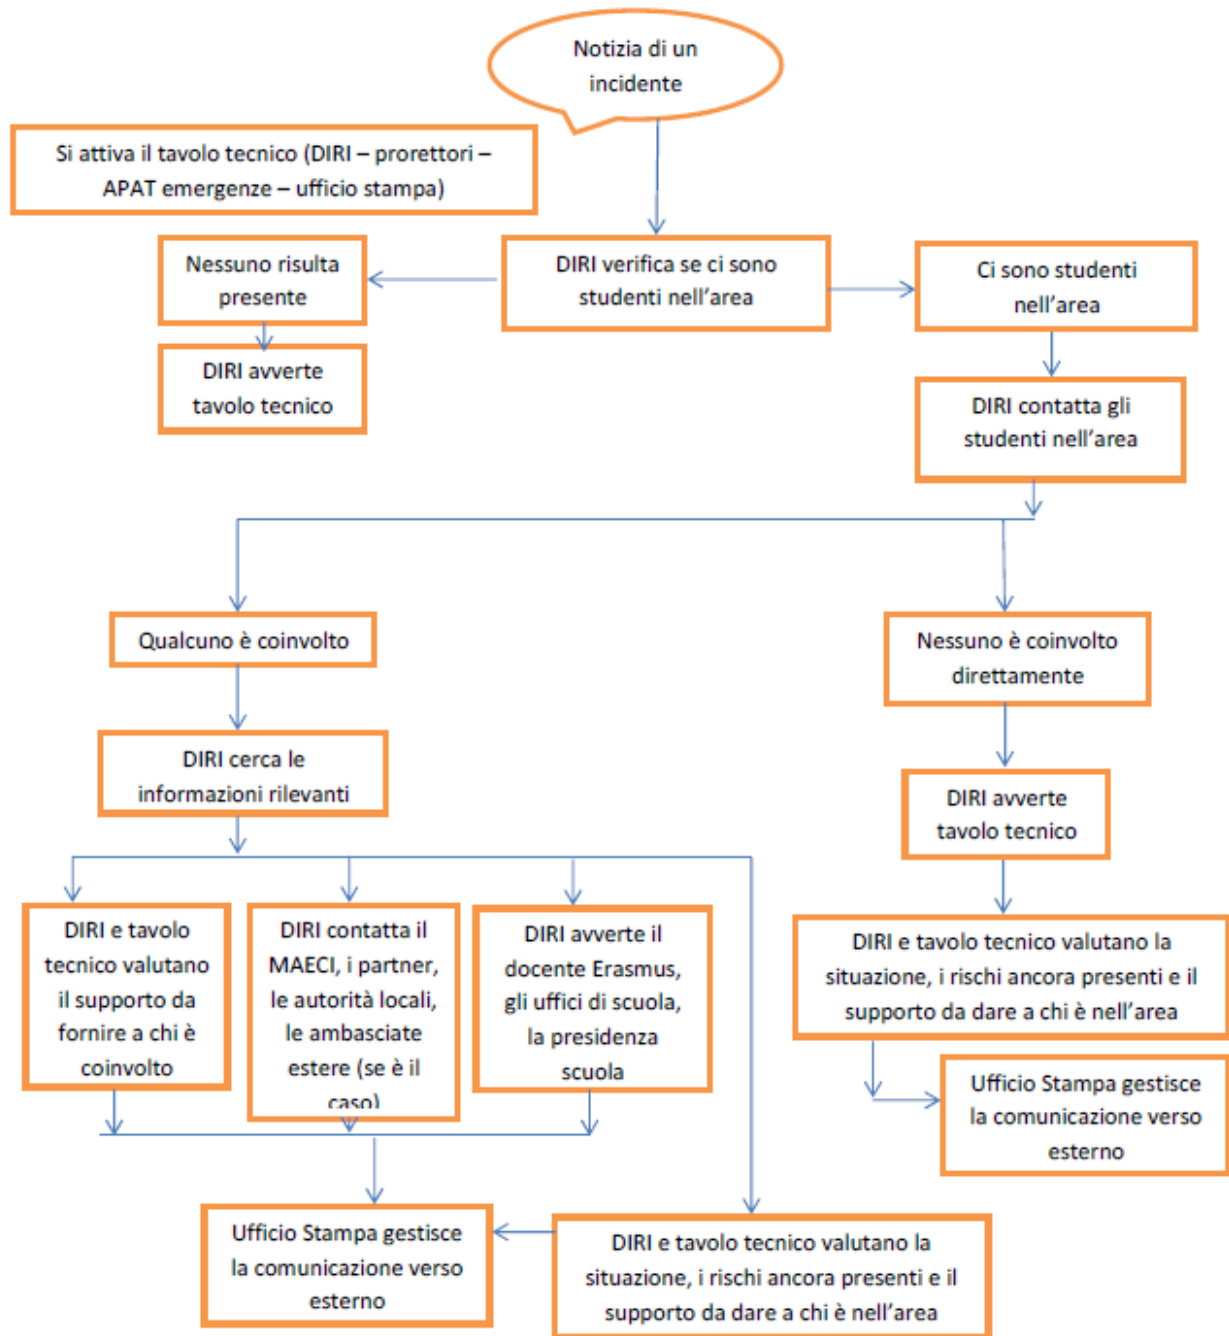 Notizia di un
incidente
Si attiva il tavolo tecnico (DIRI – prorettori –
APAT emergenze – ufficio stampa)
Nessuno risulta
presente
DIRI verifica se ci sono
studenti nell'area
Ci sono studenti
nell'area
DIRI avverte
tavolo tecnico
DIRI contatta gli
studenti nell'area
Qualcuno è coinvolto
Nessuno è coinvolto
direttamente
DIRI cerca le
informazioni rilevanti
DIRI avverte
tavolo tecnico
DIRI e tavolo
tecnico valutano
il supporto da
fornire a chi è
coinvolto
DIRI contatta il
MAECI, i partner,
le autorità locali,
le ambasciate
estere (se è il
caso)
DIRI avverte il
docente Erasmus,
gli uffici di scuola,
la presidenza
scuola
DIRI e tavolo tecnico valutano la
situazione, i rischi ancora presenti e il
supporto da dare a chi è nell'area
Ufficio Stampa gestisce
la comunicazione verso
esterno
Ufficio Stampa gestisce
la comunicazione verso
esterno
DIRI e tavolo tecnico valutano la
situazione, i rischi ancora presenti e il
supporto da dare a chi è nell'area